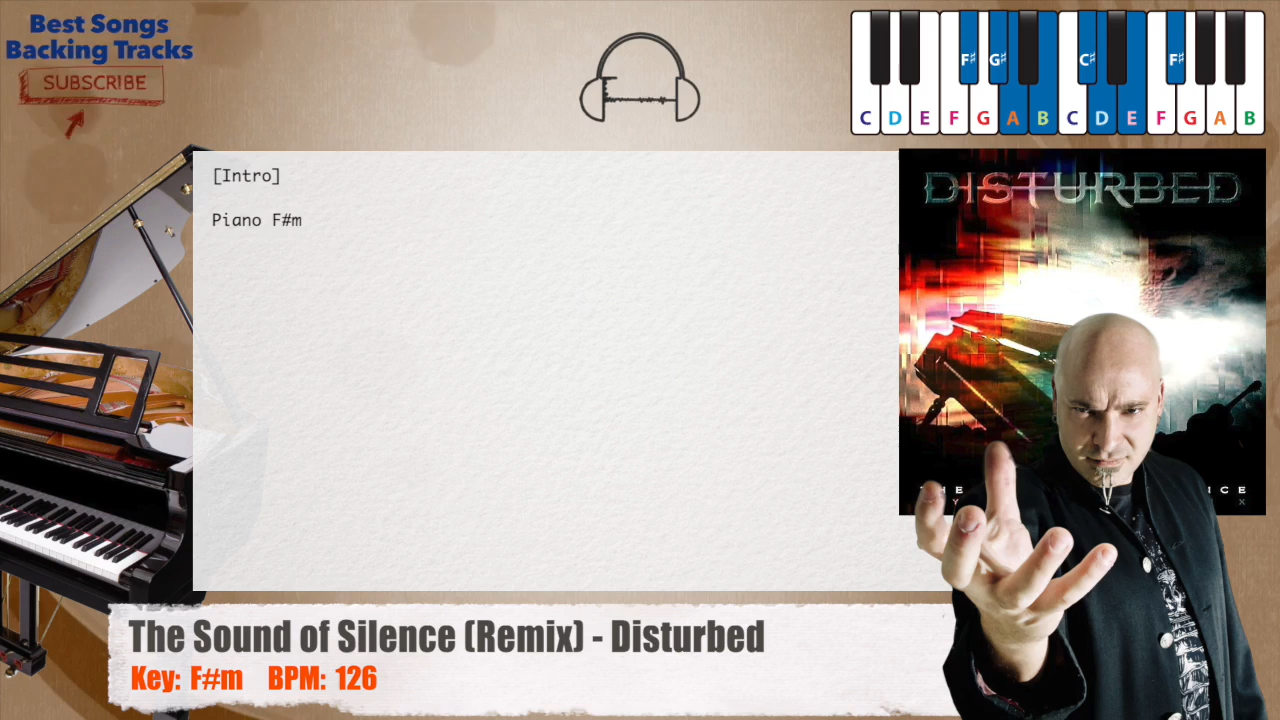 Best Songs
Backing Tracks
SUBSCRIBE
F♯ G♯ C♯ F♯
C D E F G A B C D E F G A B
DISTURBED
[Intro]
Piano F#m
The Sound of Silence (Remix) - Disturbed
Key: F#m BPM: 126